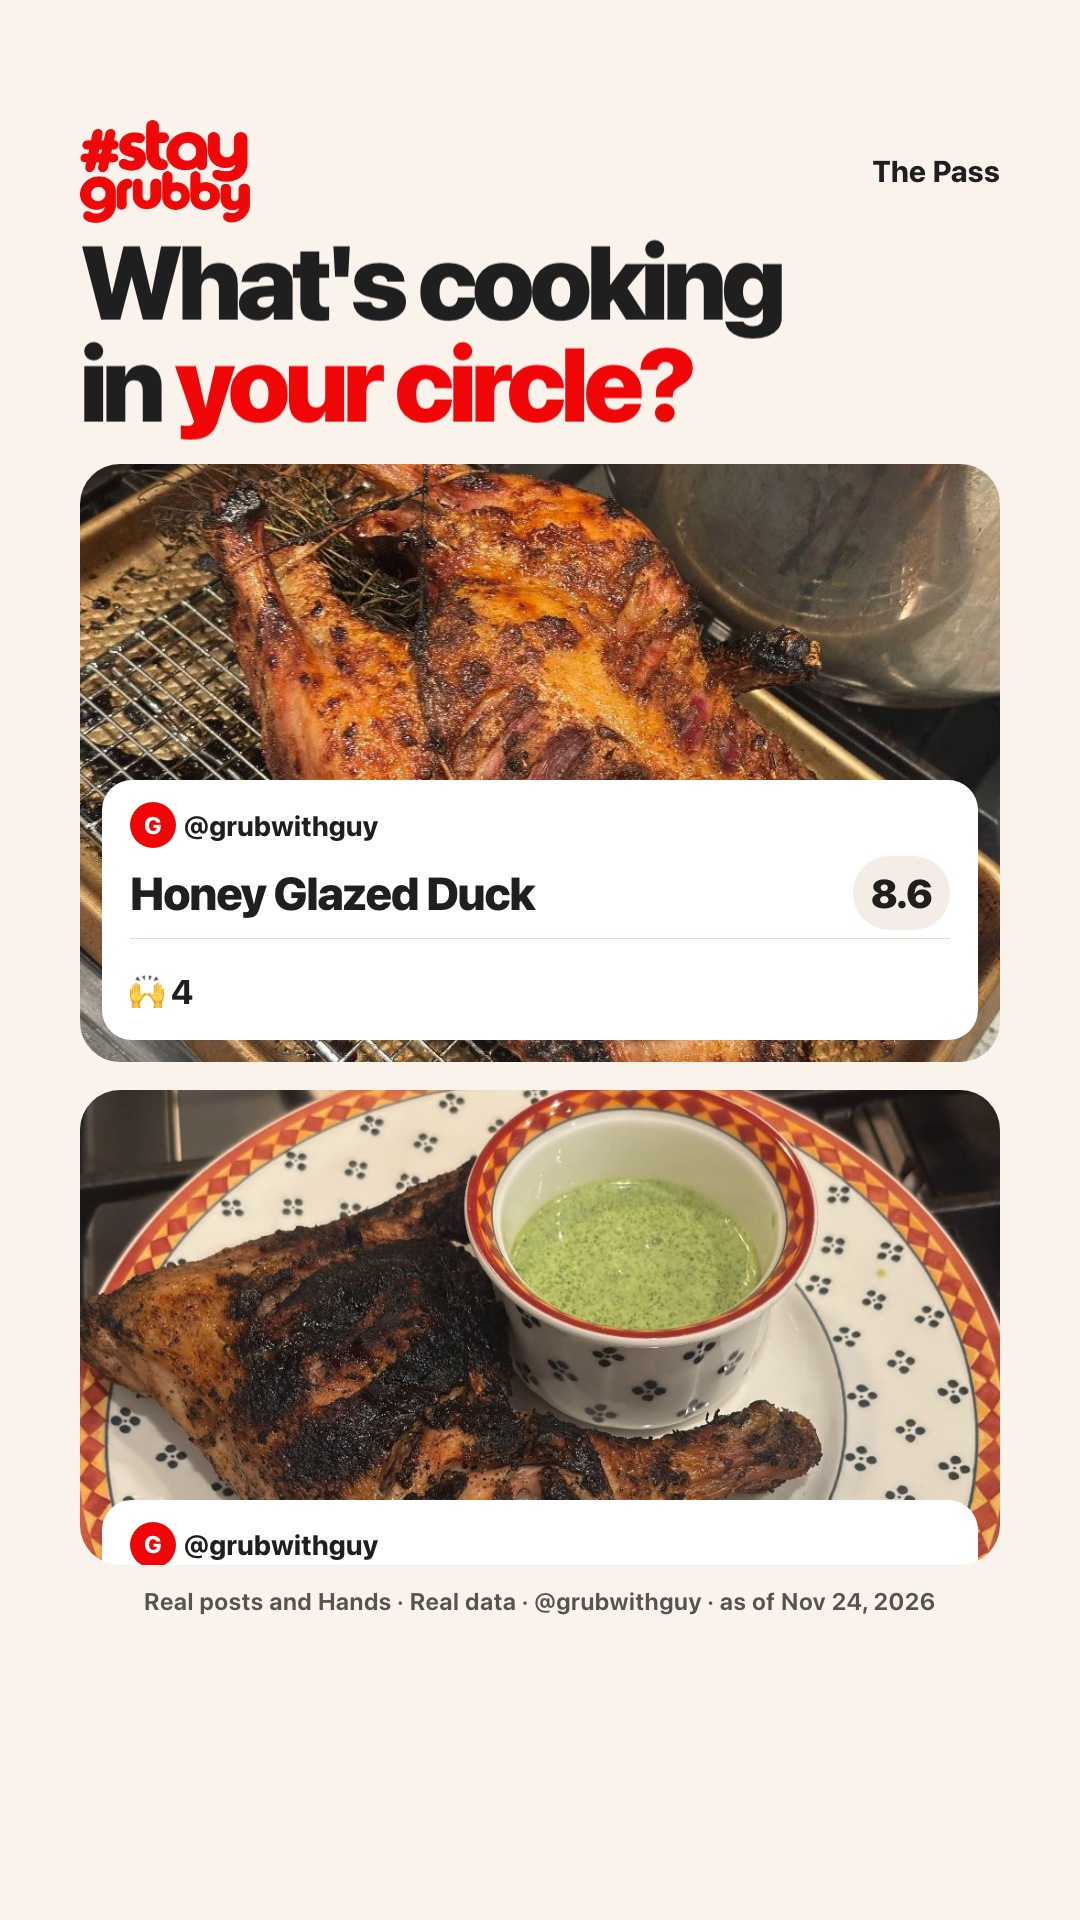 #stay
grubby
The Pass
What's cooking
in your circle?
G @grubwithguy
Honey Glazed Duck
8.6
🙌 4
G @grubwithguy
Real posts and Hands · Real data · @grubwithguy · as of Nov 24, 2026